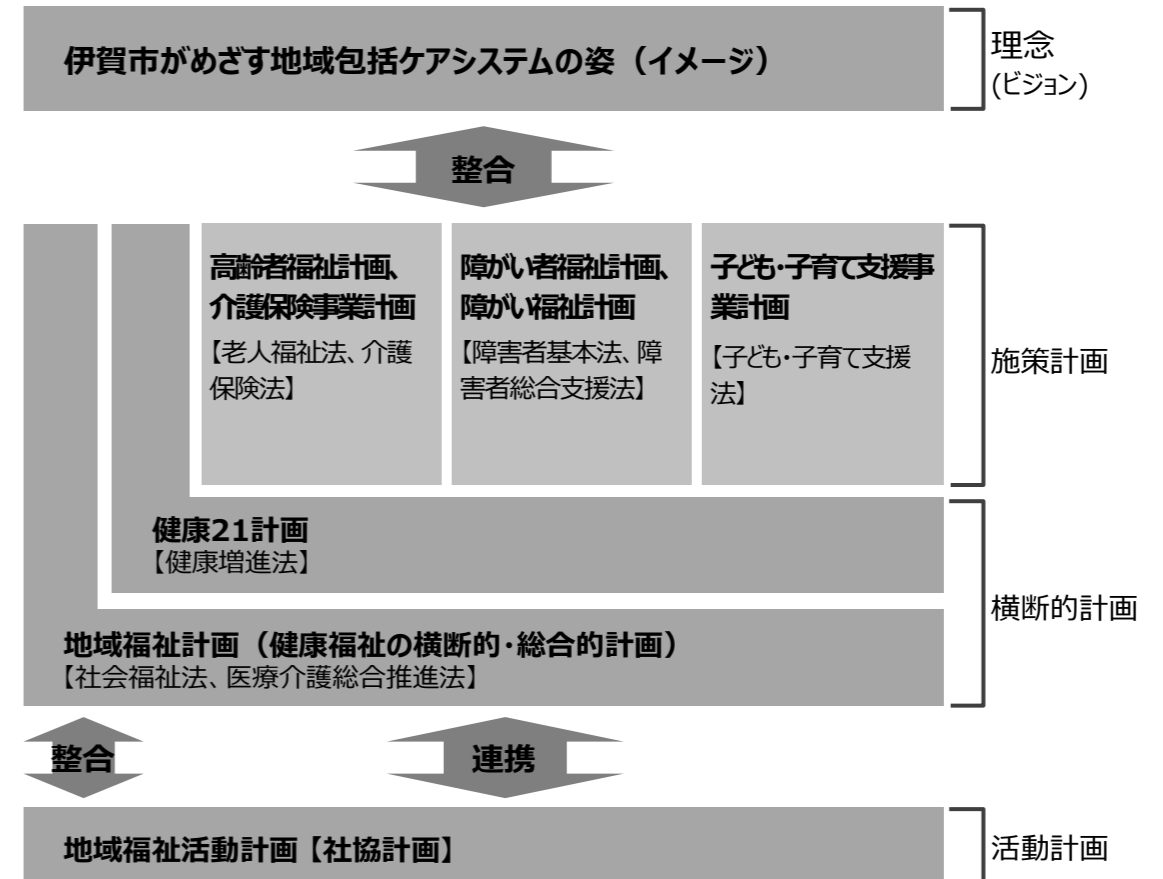 伊賀市がめざす地域包括ケアシステムの姿（イメージ）
理念
(ビジョン)
整合
高齢者福祉計画、
介護保険事業計画
【老人福祉法、介護
保険法】
障がい者福祉計画、
障がい福祉計画
【障害者基本法、障
害者総合支援法】
子ども・子育て支援事
業計画
【子ども・子育て支援
法】
施策計画
健康21計画
【健康増進法】
地域福祉計画（健康福祉の横断的・総合的計画）
【社会福祉法、医療介護総合推進法】
横断的計画
整合
連携
地域福祉活動計画【社協計画】
活動計画